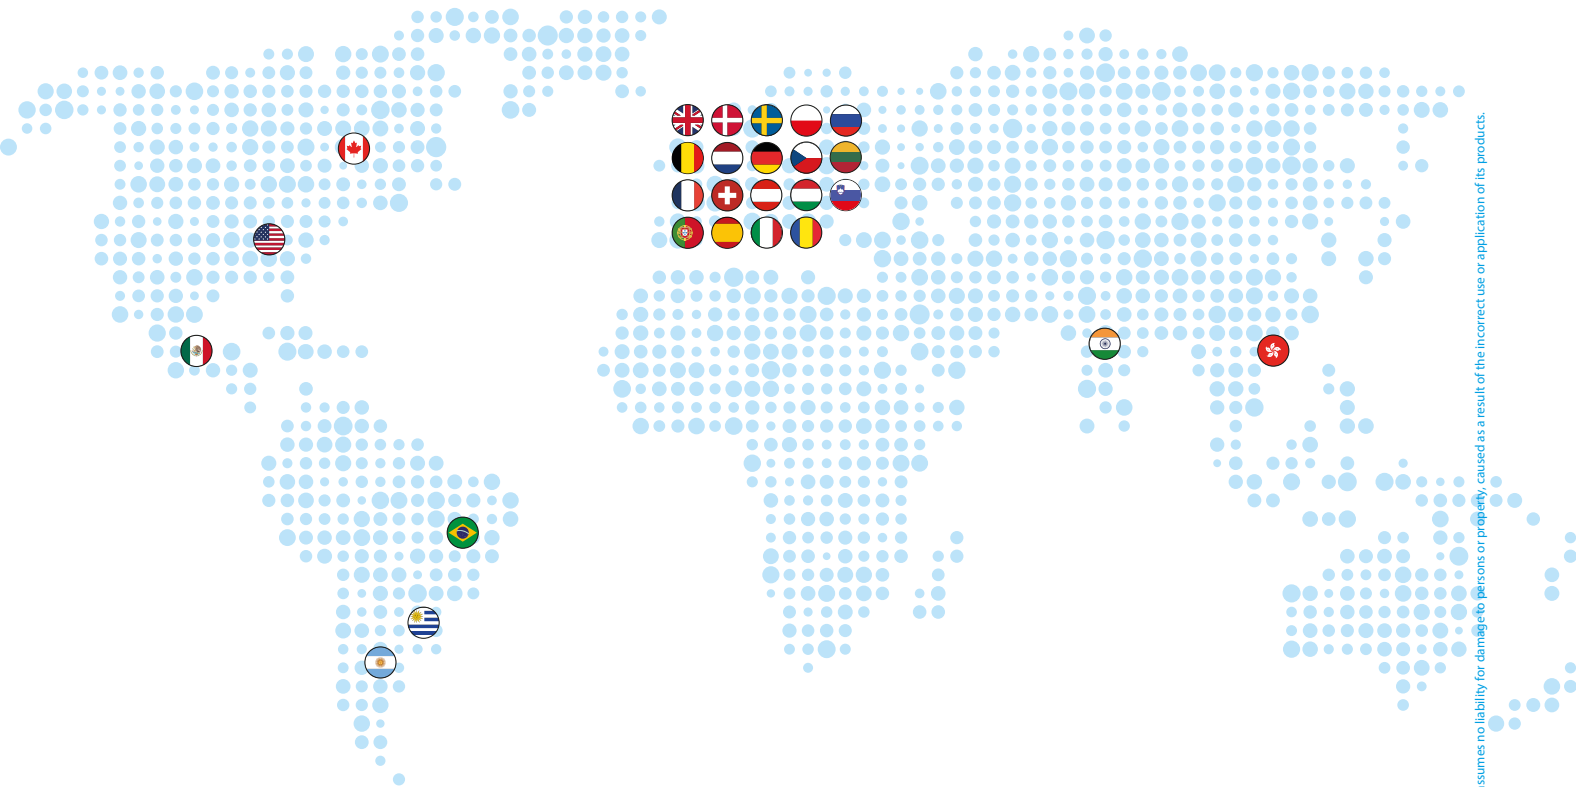 assumes no liability for damage to persons or property, caused as a result of the incorrect use or application of its products.